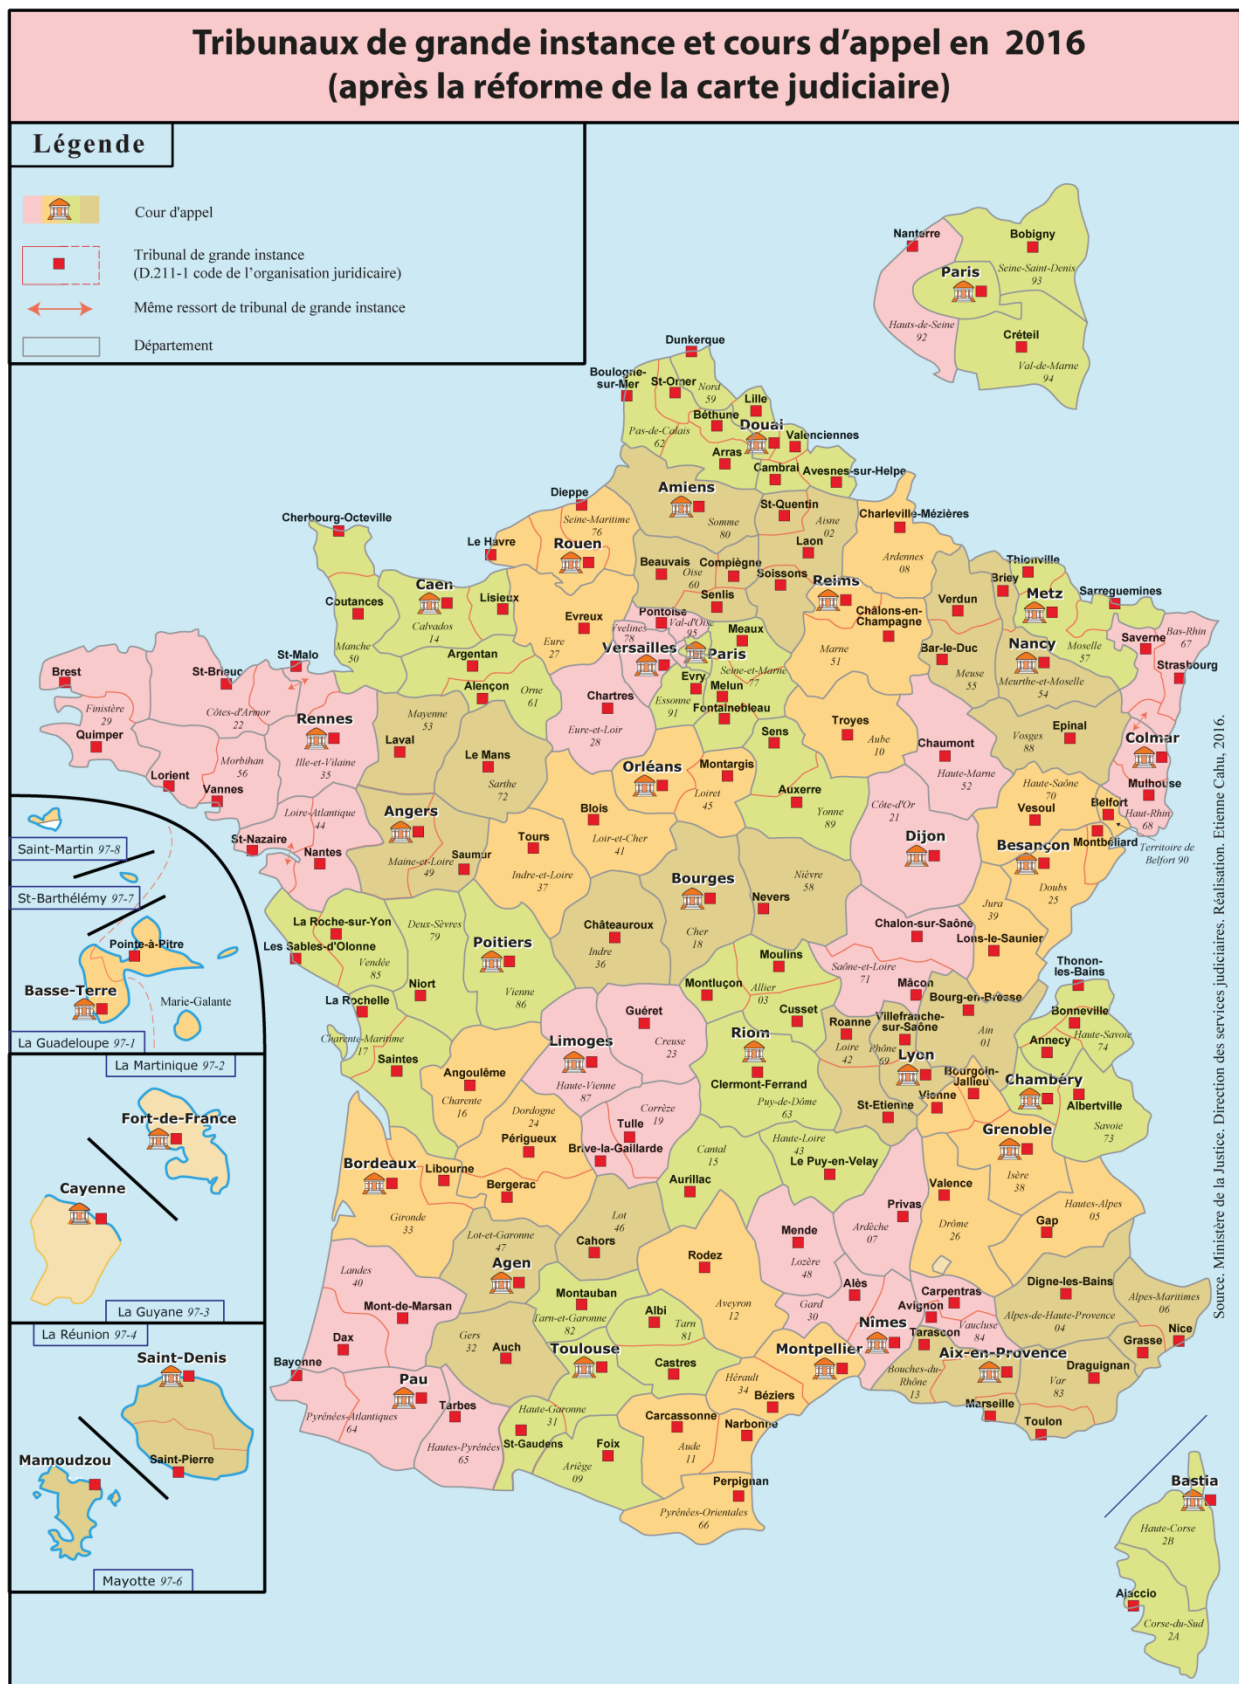 Tribunaux de grande instance et cours d'appel en 2016
(après la réforme de la carte judiciaire)
Légende
Cour d'appel
Tribunal de grande instance
(D.211-1 code de l'organisation juridicaire)
Même ressort de tribunal de grande instance
Département
Nanterre
Bobigny
Seine-Saint-Denis
93
Paris
Hauts-de-Seine
92
Créteil
Val-de-Marne
94
Dunkerque
Boulogne-
sur-Mer
St-Omer
Nord
59
Lille
Béthune
Douai
Pas-de-Calais
62
Valenciennes
Arras
Cambrai
Avesnes-sur-Helpe
Amiens
Somme
80
St-Quentin
Aisne
02
Charleville-Mézières
Ardennes
08
Dieppe
Seine-Maritime
76
Cherbourg-Octeville
Le Havre
Rouen
Laon
Beauvais
Oise
60
Compiègne
Soissons
Senlis
Reims
Thionville
Briey
Metz
Sarreguemines
Caen
Lisieux
Coutances
Calvados
14
Manche
50
Evreux
Eure
27
Pontoise
Val-d'Oise
95
Yvelines
78
Versailles
Paris
Meaux
Seine-et-Marne
77
Châlons-en-
Champagne
Marne
51
Verdun
Bar-le-Duc
Meuse
55
Nancy
Meurthe-et-Moselle
54
Moselle
57
Saverne
Bas-Rhin
67
Strasbourg
Argentan
Alençon
Orne
61
Evry
Essonne
91
Melun
Fontainebleau
Chartres
Eure-et-Loir
28
Brest
St-Brieuc
St-Malo
Finistère
29
Quimper
Côtes-d'Armor
22
Rennes
Ille-et-Vilaine
35
Morbihan
56
Lorient
Vannes
Mayenne
53
Laval
Le Mans
Sarthe
72
Sens
Troyes
Aube
10
Chaumont
Haute-Marne
52
Vosges
88
Epinal
Colmar
Mulhouse
Haut-Rhin
68
Orléans
Montargis
Loiret
45
Auxerre
Yonne
89
Côte-d'Or
21
Dijon
Haute-Saône
70
Vesoul
Belfort
Montbéliard
Territoire de
Belfort 90
Besançon
Doubs
25
Loire-Atlantique
44
St-Nazaire
Nantes
Angers
Saumur
Maine-et-Loire
49
Blois
Loir-et-Cher
41
Tours
Indre-et-Loire
37
Bourges
Cher
18
Nevers
Nièvre
58
Jura
39
Lons-le-Saunier
Chalon-sur-Saône
Saône-et-Loire
71
Mâcon
La Roche-sur-Yon
Les Sables-d'Olonne
Vendée
85
Deux-Sèvres
79
Poitiers
Niort
Vienne
86
Châteauroux
Indre
36
Moulins
Montluçon
Allier
03
Cusset
La Rochelle
Charente-Maritime
17
Saintes
Angoulême
Charente
16
Limoges
Haute-Vienne
87
Guéret
Creuse
23
Riom
Clermont-Ferrand
Puy-de-Dôme
63
Roanne
Loire
42
Villefranche-
sur-Saône
Rhône
69
Lyon
Bourg-en-Bresse
Ain
01
Thonon-
les-Bains
Bonneville
Annecy
Haute-Savoie
74
Chambéry
Albertville
Savoie
73
Bourgoin-
Jallieu
Vienne
St-Etienne
Grenoble
Isère
38
Dordogne
24
Périgueux
Bergerac
Tulle
Corrèze
19
Brive-la-Gaillarde
Cantal
15
Aurillac
Haute-Loire
43
Le Puy-en-Velay
Bordeaux
Libourne
Gironde
33
Valence
Drôme
26
Privas
Ardèche
07
Gap
Hautes-Alpes
05
Lot-et-Garonne
47
Agen
Lot
46
Cahors
Rodez
Aveyron
12
Mende
Lozère
48
Alès
Gard
30
Nîmes
Carpentras
Avignon
Vaucluse
84
Tarascon
Digne-les-Bains
Alpes-de-Haute-Provence
04
Alpes-Maritimes
06
Grasse
Nice
Landes
40
Mont-de-Marsan
Dax
Bayonne
Gers
32
Auch
Montauban
Tarn-et-Garonne
82
Albi
Tarn
81
Toulouse
Castres
Montpellier
Hérault
34
Béziers
Bouches-du-
Rhône
13
Aix-en-Provence
Marseille
Draguignan
Var
83
Toulon
Pau
Pyrénées-Atlantiques
64
Tarbes
Hautes-Pyrénées
65
Haute-Garonne
31
St-Gaudens
Foix
Ariège
09
Carcassonne
Aude
11
Narbonne
Perpignan
Pyrénées-Orientales
66
Bastia
Haute-Corse
2B
Ajaccio
Corse-du-Sud
2A
Saint-Martin 97-8
St-Barthélémy 97-7
Pointe-à-Pitre
Basse-Terre
Marie-Galante
La Guadeloupe 97-1
La Martinique 97-2
Fort-de-France
Cayenne
La Guyane 97-3
La Réunion 97-4
Saint-Denis
Saint-Pierre
Mamoudzou
Mayotte 97-6
Source. Ministère de la Justice. Direction des services judiciaires. Réalisation. Etienne Cahu, 2016.